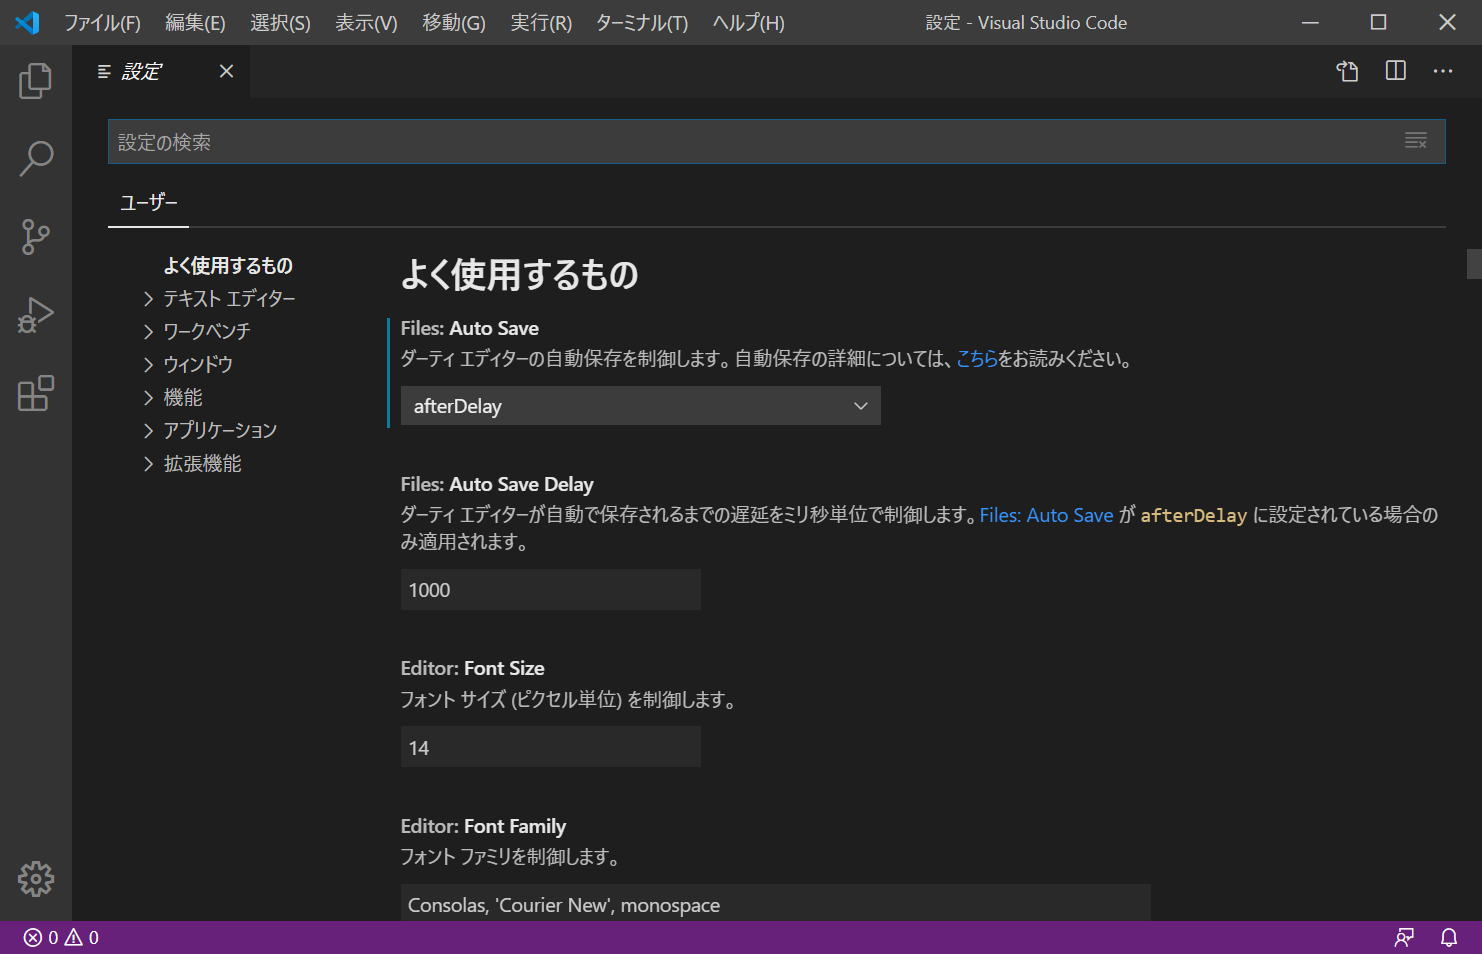 ファイル(F) 編集(E) 選択(S) 表示(V) 移動(G) 実行(R) ターミナル(T) ヘルプ(H) 設定 - Visual Studio Code
設定
設定の検索
ユーザー
よく使用するもの
テキスト エディター
ワークベンチ
ウィンドウ
機能
アプリケーション
拡張機能
よく使用するもの
Files: Auto Save
ダーティ エディターの自動保存を制御します。自動保存の詳細については、こちらをお読みください。
afterDelay
Files: Auto Save Delay
ダーティ エディターが自動で保存されるまでの遅延をミリ秒単位で制御します。Files: Auto Save が afterDelay に設定されている場合の
み適用されます。
1000
Editor: Font Size
フォント サイズ (ピクセル単位) を制御します。
14
Editor: Font Family
フォント ファミリを制御します。
Consolas, 'Courier New', monospace
0 0